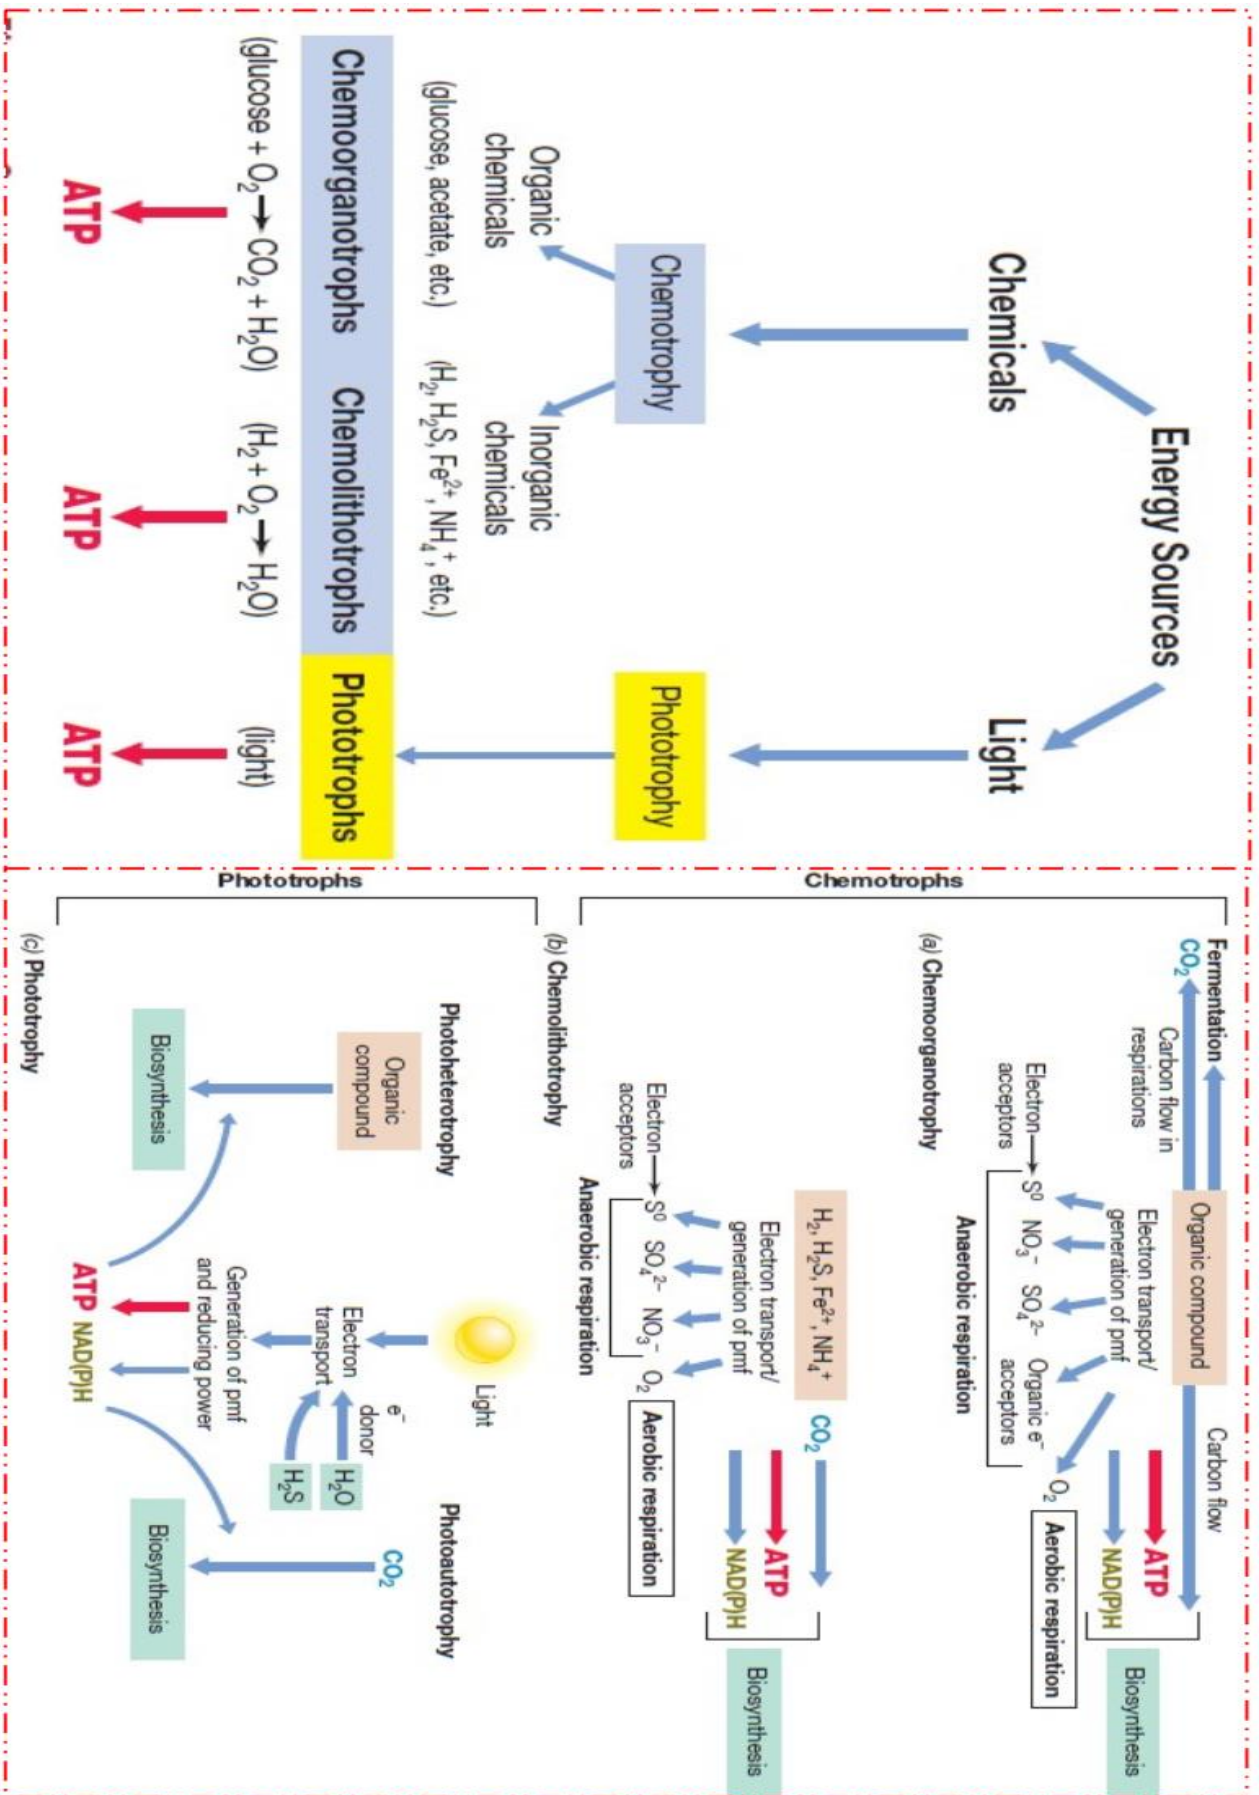 Energy Sources
Chemicals
Light
Chemotrophy
Phototrophy
Organic
chemicals
(glucose, acetate, etc.)
Inorganic
chemicals
(H₂, H₂S, Fe²⁺, NH₄⁺, etc.)
Chemoorganotrophs
Chemolithotrophs
Phototrophs
(glucose + O₂→CO₂ + H₂O)
(H₂ + O₂→H₂O)
(light)
ATP
ATP
ATP
Chemotrophs
Fermentation
CO₂
Carbon flow in
respirations
Organic compound
Carbon flow
Electron transport/
generation of pmf
ATP
NAD(P)H
Biosynthesis
Electron→
acceptors
S⁰ NO₃⁻ SO₄²⁻ Organic e⁻
acceptors
O₂
Aerobic respiration
Anaerobic respiration
(a) Chemoorganotrophy
H₂, H₂S, Fe²⁺, NH₄⁺
CO₂
Electron transport/
generation of pmf
ATP
NAD(P)H
Biosynthesis
Electron→
acceptors
S⁰ SO₄²⁻ NO₃⁻ O₂
Aerobic respiration
Anaerobic respiration
(b) Chemolithotrophy
Phototrophs
Photoheterotrophy
Light
Photoautotrophy
Organic
compound
Electron
transport
e⁻
donor
H₂O
H₂S
CO₂
Generation of pmf
and reducing power
Biosynthesis
Biosynthesis
ATP NAD(P)H
(c) Phototrophy